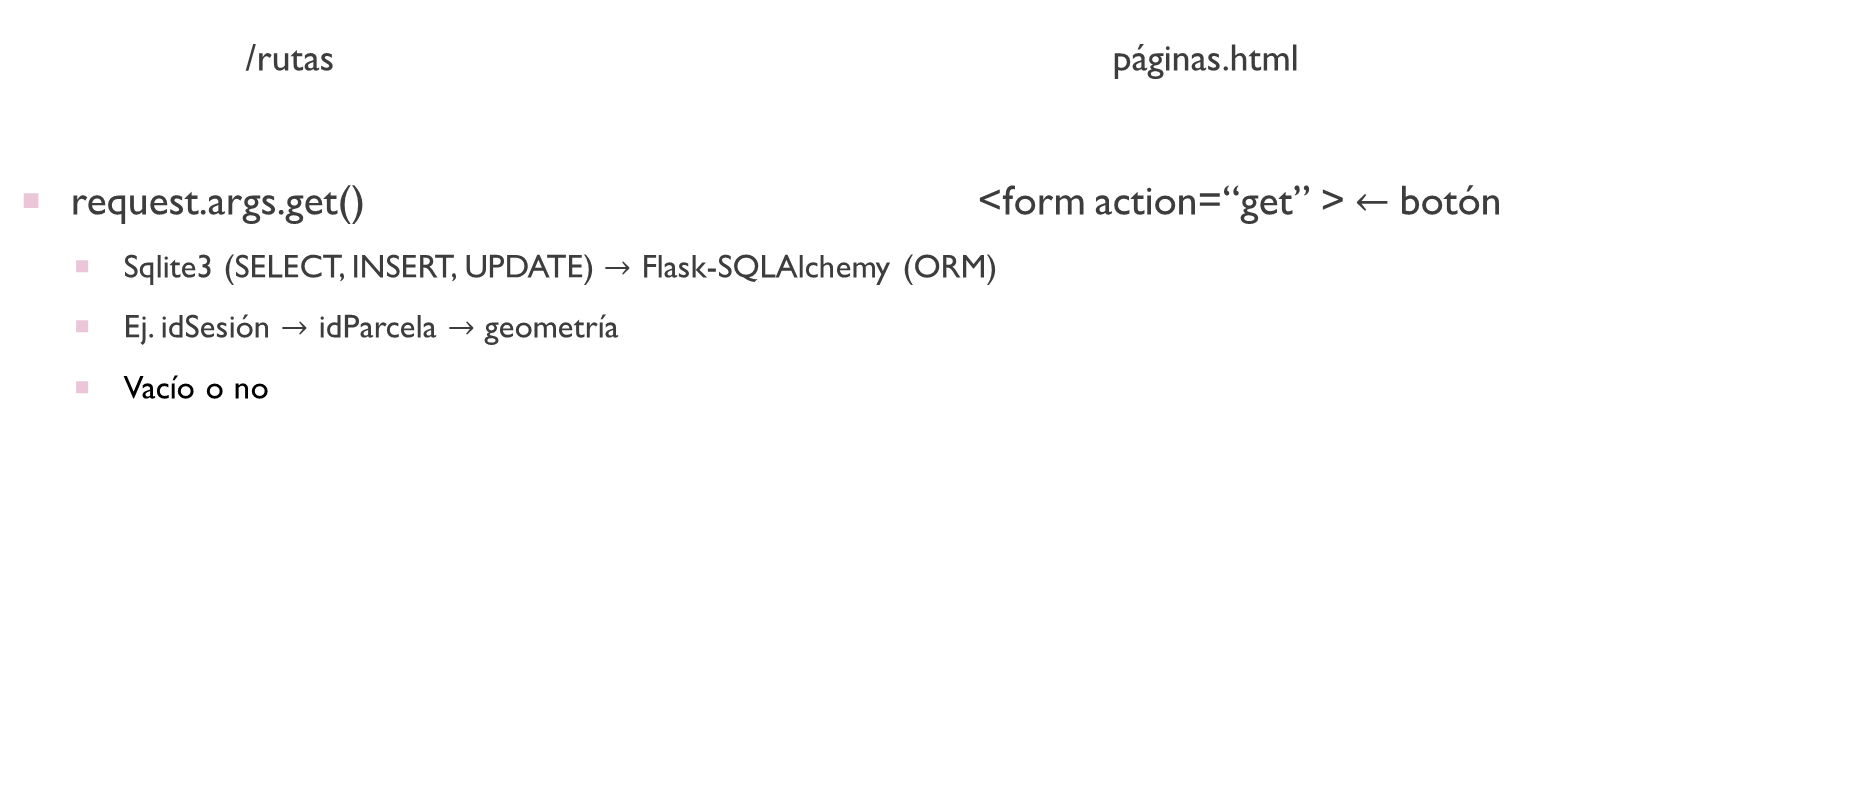 /rutas
páginas.html
request.args.get()
<form action=“get” > ← botón
Sqlite3 (SELECT, INSERT, UPDATE) → Flask-SQLAlchemy (ORM)
Ej. idSesión → idParcela → geometría
Vacío o no